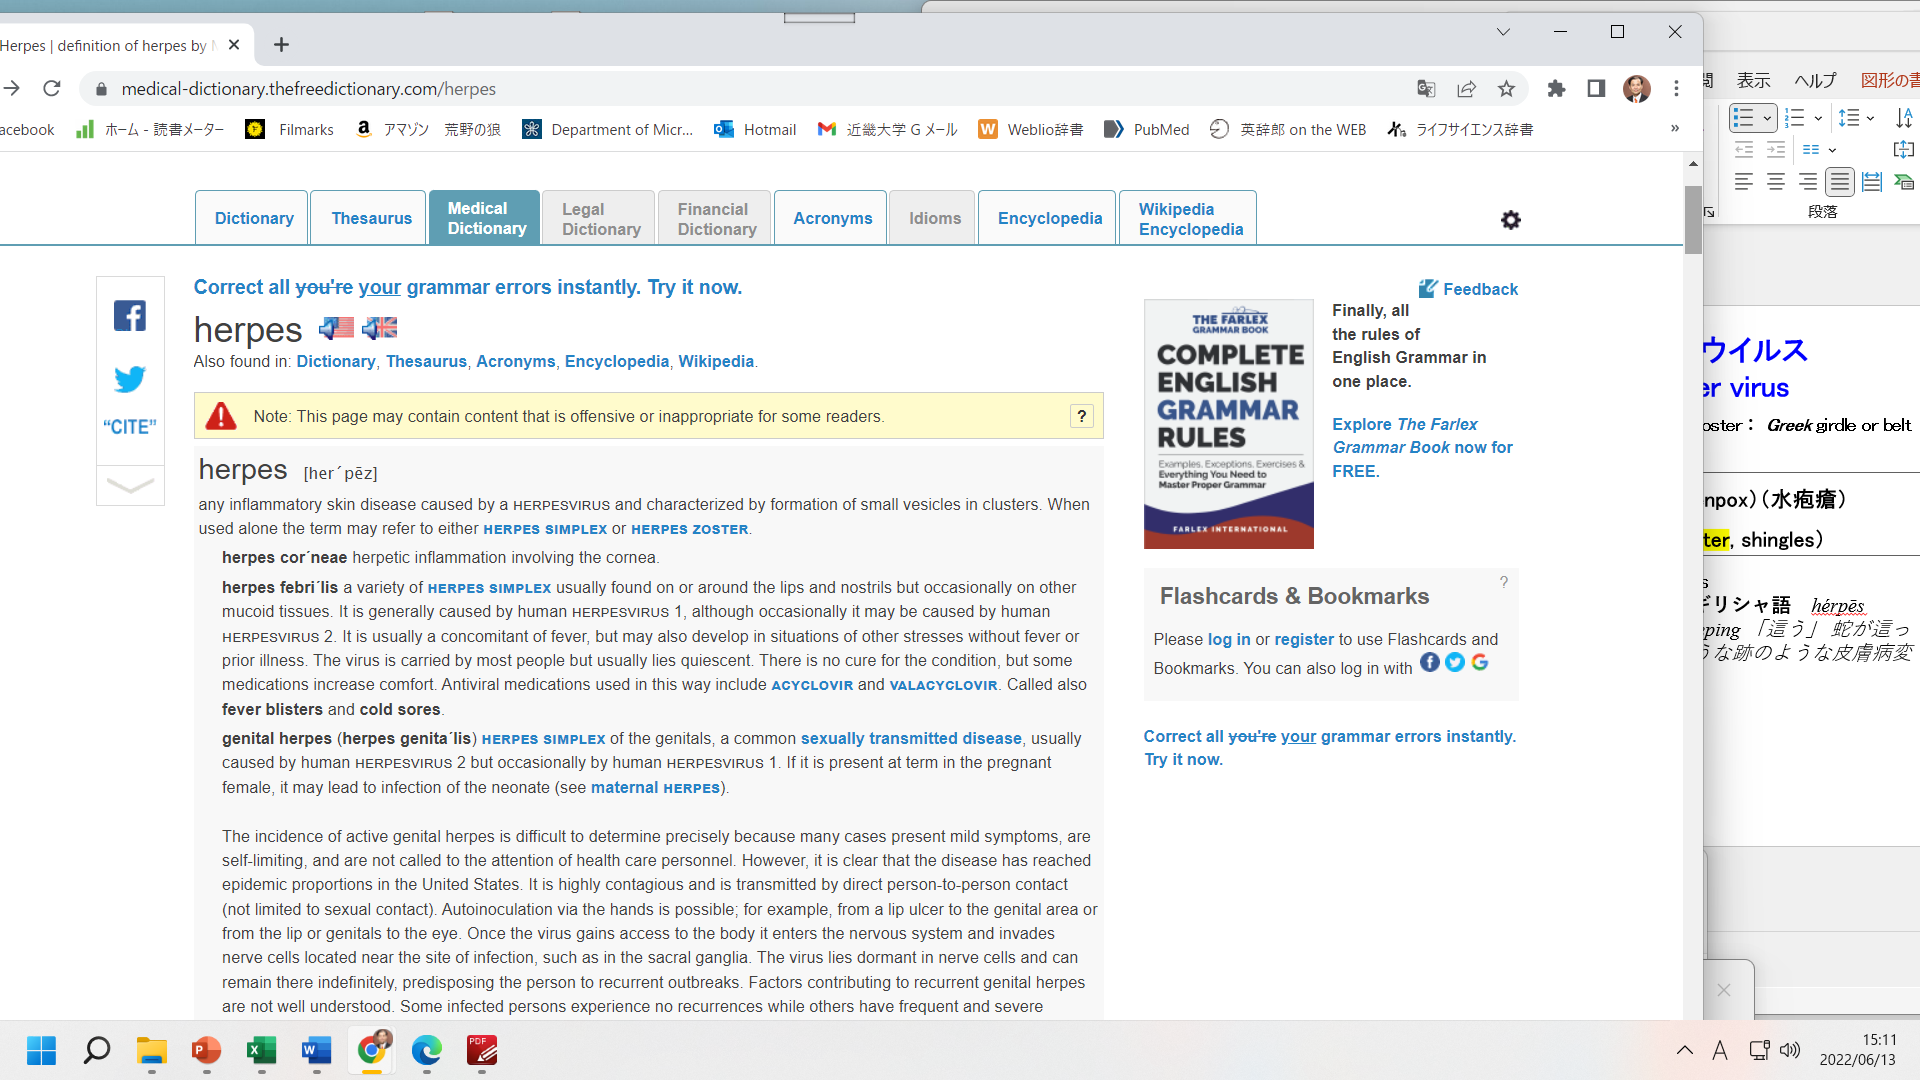 Herpes | definition of herpes by
medical-dictionary.thefreedictionary.com/herpes
acebook
ホーム - 読書メーター
Filmarks
アマゾン 荒野の狼
Department of Micr...
Hotmail
近畿大学 G メール
Weblio辞書
PubMed
英辞郎 on the WEB
ライフサイエンス辞書
»
Dictionary
Thesaurus
Medical
Dictionary
Legal
Dictionary
Financial
Dictionary
Acronyms
Idioms
Encyclopedia
Wikipedia
Encyclopedia
“CITE”
Correct all you're your grammar errors instantly. Try it now.
herpes
Also found in: Dictionary, Thesaurus, Acronyms, Encyclopedia, Wikipedia.
Note: This page may contain content that is offensive or inappropriate for some readers.
?
herpes [her´pēz]
any inflammatory skin disease caused by a HERPESVIRUS and characterized by formation of small vesicles in clusters. When
used alone the term may refer to either HERPES SIMPLEX or HERPES ZOSTER.
herpes cor´neae herpetic inflammation involving the cornea.
herpes febri´lis a variety of HERPES SIMPLEX usually found on or around the lips and nostrils but occasionally on other
mucoid tissues. It is generally caused by human HERPESVIRUS 1, although occasionally it may be caused by human
HERPESVIRUS 2. It is usually a concomitant of fever, but may also develop in situations of other stresses without fever or
prior illness. The virus is carried by most people but usually lies quiescent. There is no cure for the condition, but some
medications increase comfort. Antiviral medications used in this way include ACYCLOVIR and VALACYCLOVIR. Called also
fever blisters and cold sores.
genital herpes (herpes genita´lis) HERPES SIMPLEX of the genitals, a common sexually transmitted disease, usually
caused by human HERPESVIRUS 2 but occasionally by human HERPESVIRUS 1. If it is present at term in the pregnant
female, it may lead to infection of the neonate (see maternal HERPES).
The incidence of active genital herpes is difficult to determine precisely because many cases present mild symptoms, are
self-limiting, and are not called to the attention of health care personnel. However, it is clear that the disease has reached
epidemic proportions in the United States. It is highly contagious and is transmitted by direct person-to-person contact
(not limited to sexual contact). Autoinoculation via the hands is possible; for example, from a lip ulcer to the genital area or
from the lip or genitals to the eye. Once the virus gains access to the body it enters the nervous system and invades
nerve cells located near the site of infection, such as in the sacral ganglia. The virus lies dormant in nerve cells and can
remain there indefinitely, predisposing the person to recurrent outbreaks. Factors contributing to recurrent genital herpes
are not well understood. Some infected persons experience no recurrences while others have frequent and severe
Feedback
THE FARLEX
GRAMMAR BOOK
COMPLETE
ENGLISH
GRAMMAR
RULES
Examples, Exceptions, Exercises &
Everything You Need to
Master Proper Grammar
FARLEX INTERNATIONAL
Finally, all
the rules of
English Grammar in
one place.
Explore The Farlex
Grammar Book now for
FREE.
Flashcards & Bookmarks
?
Please log in or register to use Flashcards and
Bookmarks. You can also log in with
Correct all you're your grammar errors instantly.
Try it now.
表示
ヘルプ
図形の書
段落
ウイルス
er virus
oster： Greek girdle or belt
npox）（水疱瘡）
ter, shingles）
s
ギリシャ語 hérpēs
ping 「這う」 蛇が這っ
うな跡のような皮膚病変
PDF
A
15:11
2022/06/13